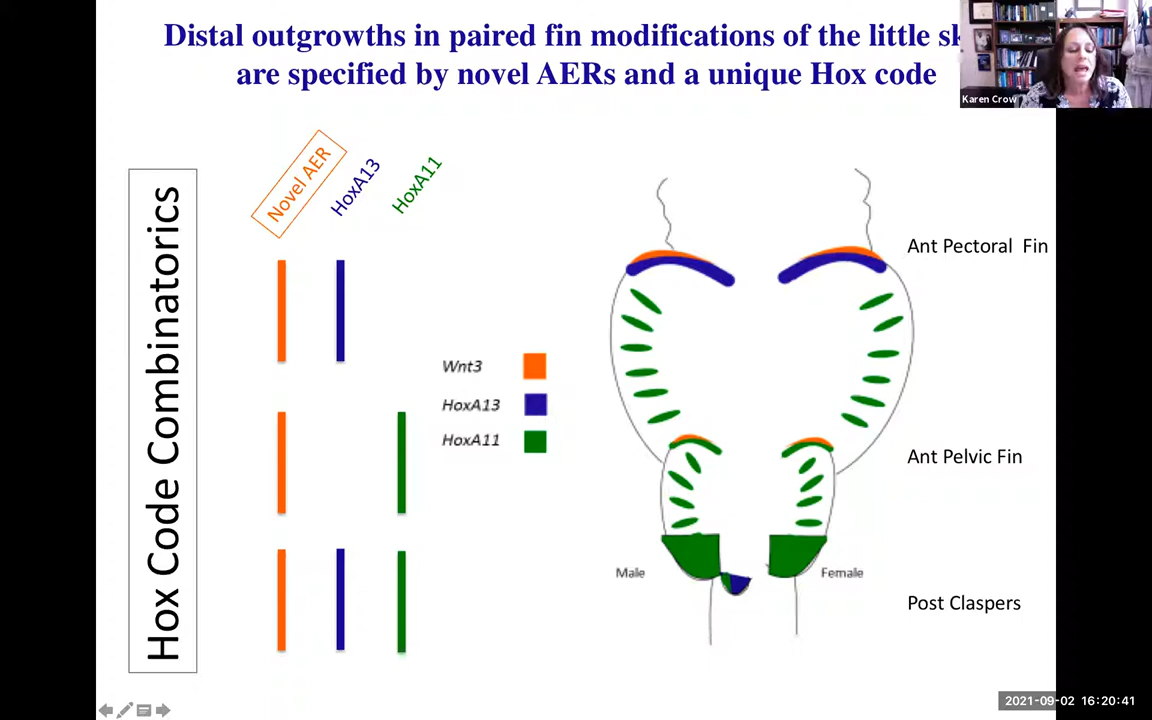 Distal outgrowths in paired fin modifications of the little sk
are specified by novel AERs and a unique Hox code
Karen Crow
Hox Code Combinatorics
Novel AER
HoxA13
HoxA11
Wnt3
HoxA13
HoxA11
Ant Pectoral Fin
Ant Pelvic Fin
Male
Female
Post Claspers
2021-09-02 16:20:41